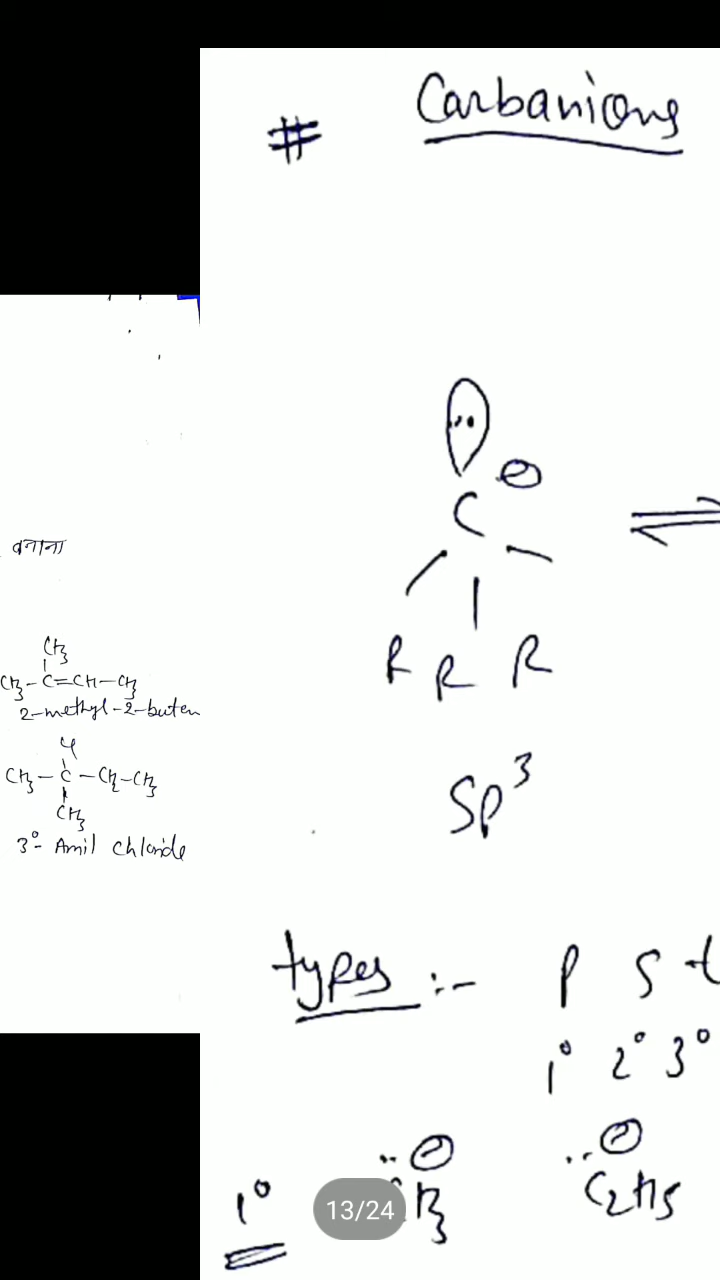 बनाना
CH3
CH3-C=CH-CH3
2-methyl-2-buten
CH3-C-CH2-CH3
CH3
3°- Amil chloride
# Carbanions
⊖
C
R R R
Sp3
types :- P S t
1° 2° 3°
⊖ ⊖
1° H3 C2H5
13/24